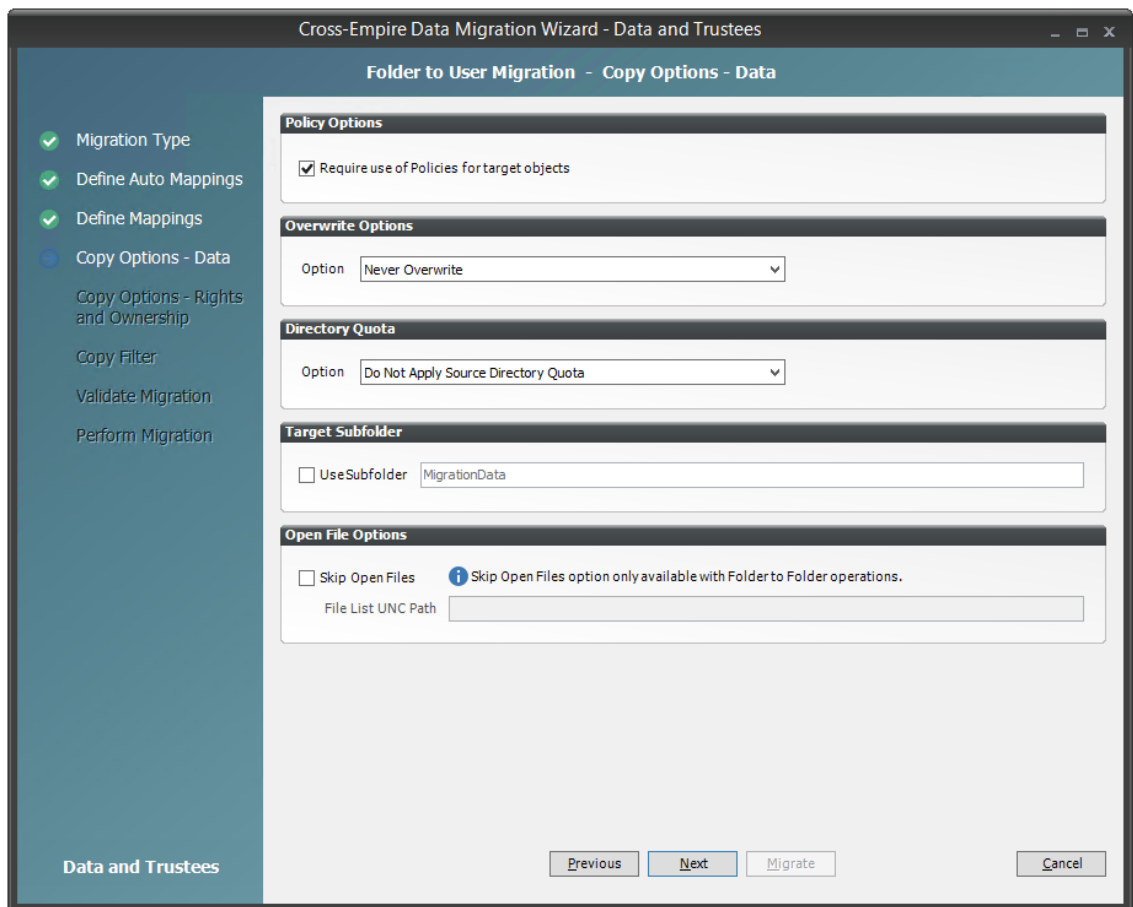 Cross-Empire Data Migration Wizard - Data and Trustees
Folder to User Migration - Copy Options - Data
Migration Type
Define Auto Mappings
Define Mappings
Copy Options - Data
Copy Options - Rights
and Ownership
Copy Filter
Validate Migration
Perform Migration
Data and Trustees
Policy Options
Require use of Policies for target objects
Overwrite Options
Option Never Overwrite
Directory Quota
Option Do Not Apply Source Directory Quota
Target Subfolder
Use Subfolder MigrationData
Open File Options
Skip Open Files Skip Open Files option only available with Folder to Folder operations.
File List UNC Path
Previous Next Migrate Cancel